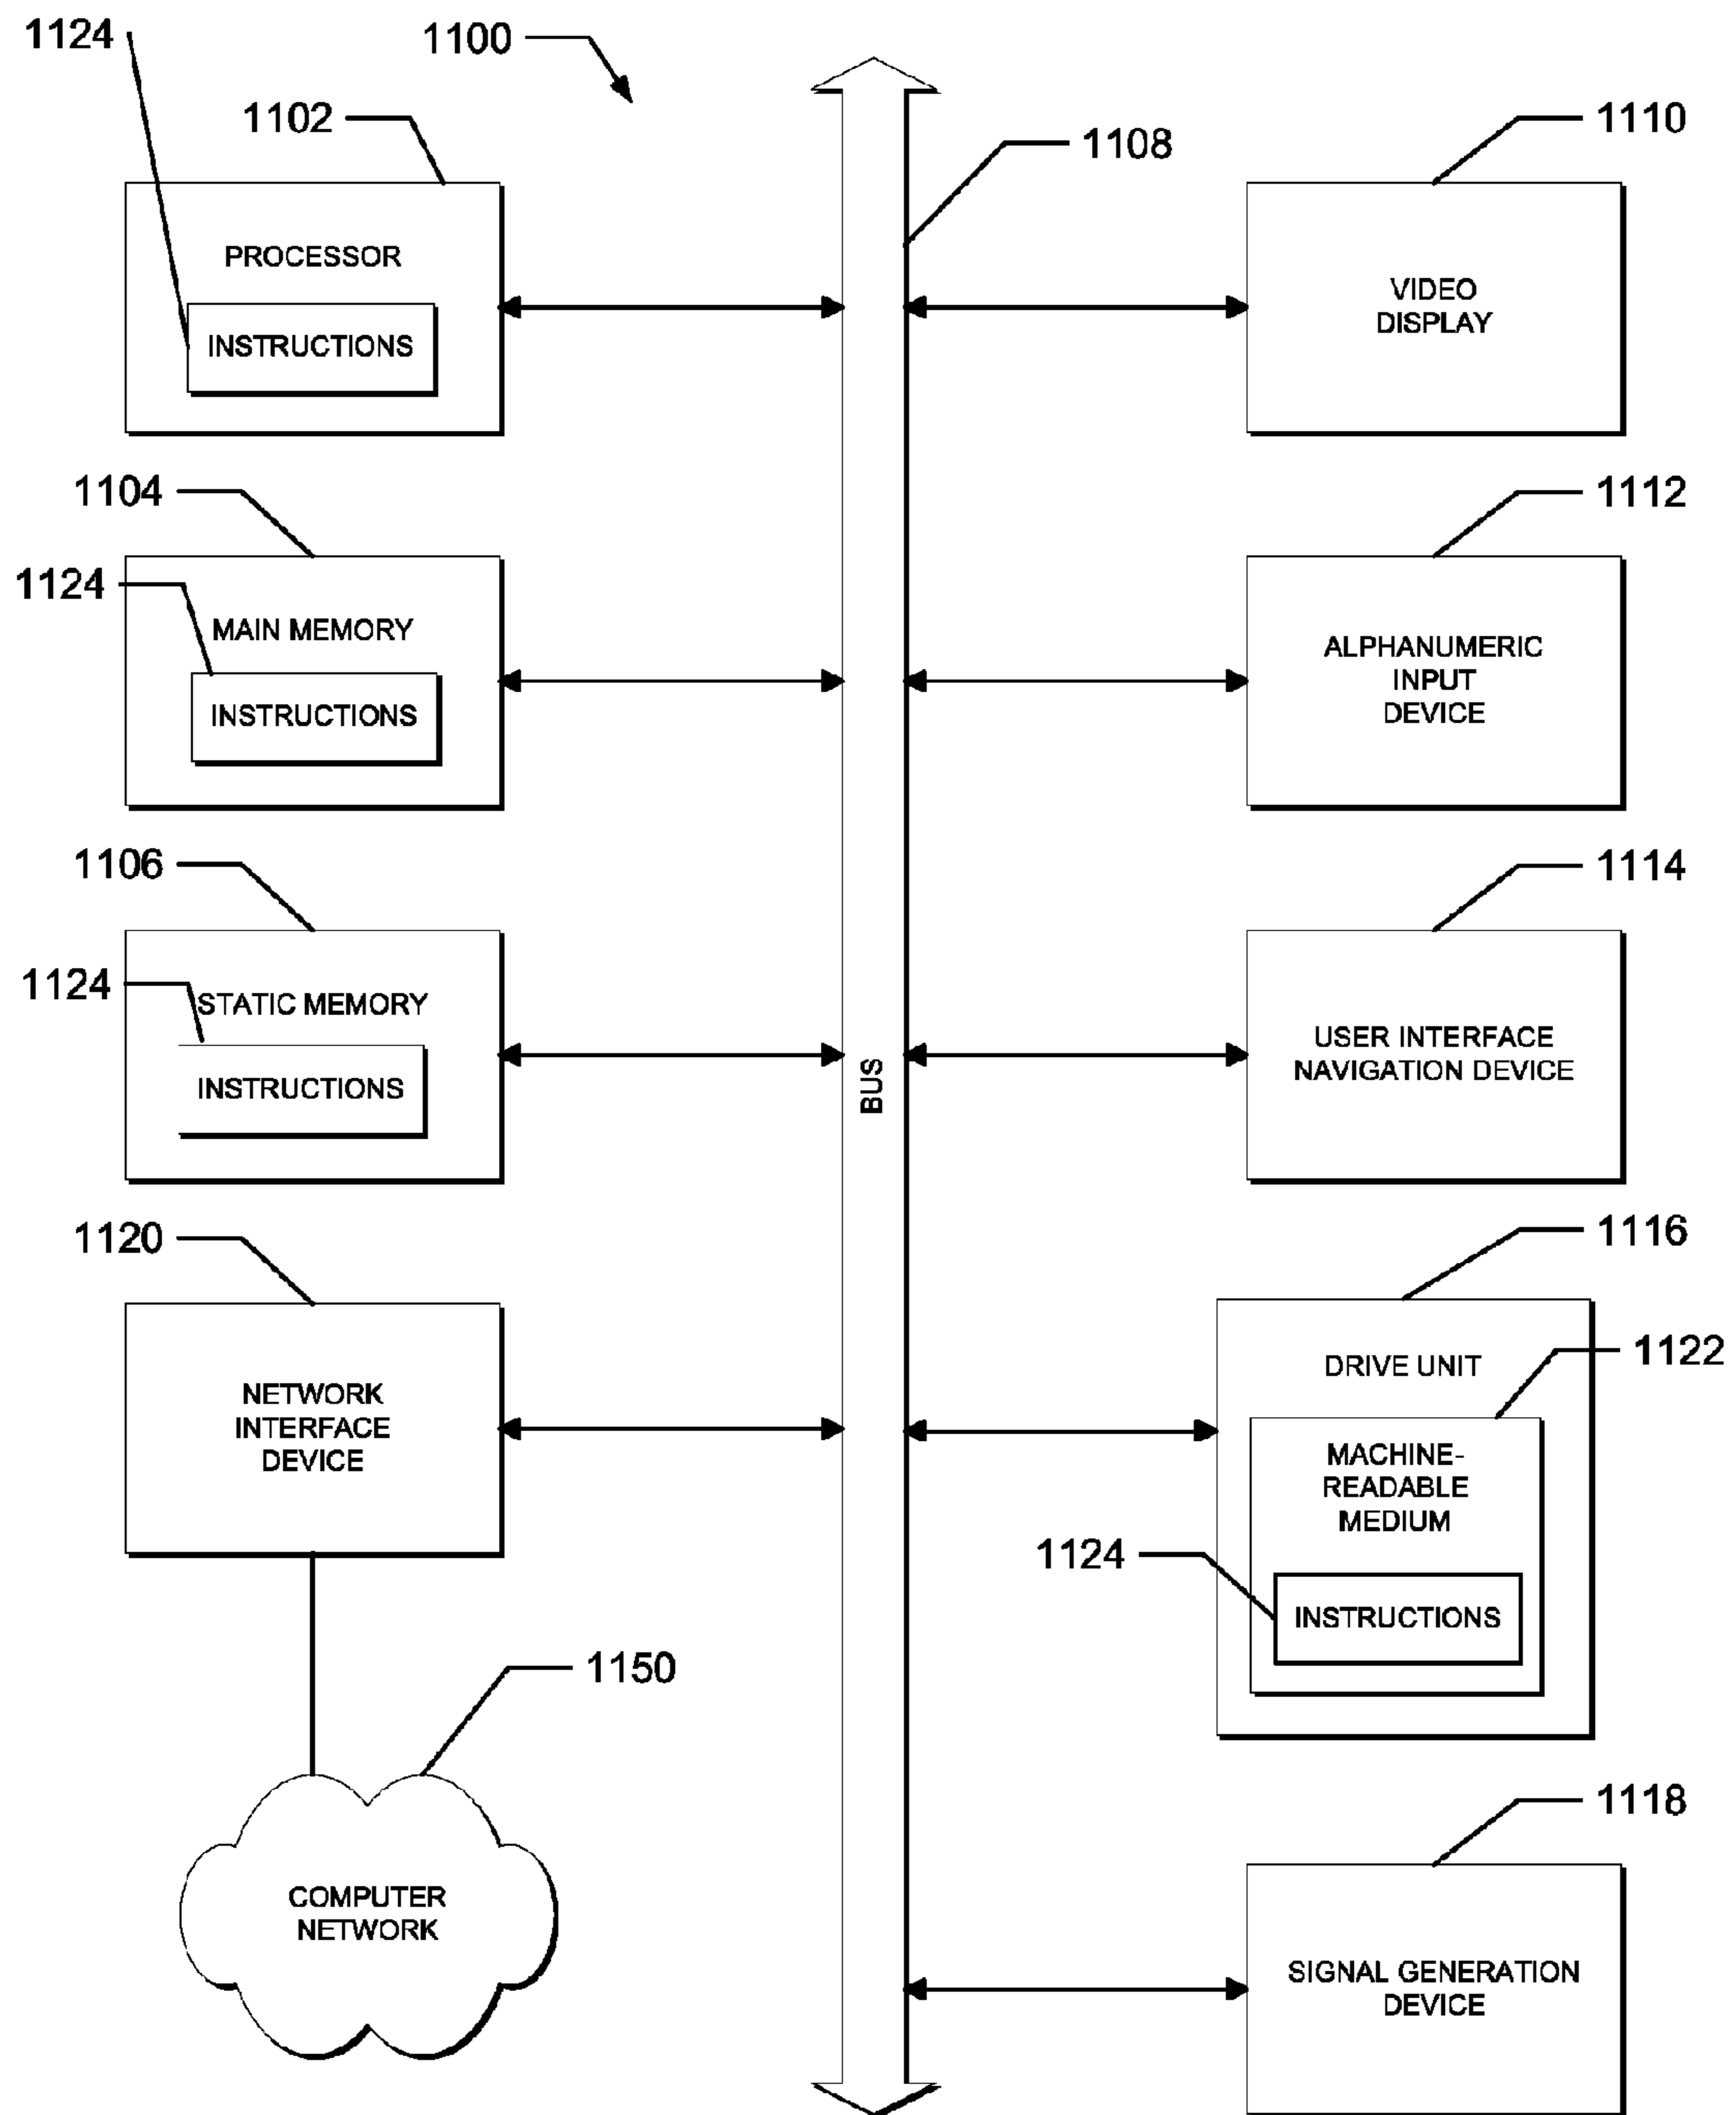 1124
1100
1102
1108
1110
PROCESSOR
INSTRUCTIONS
VIDEO
DISPLAY
1104
1124
MAIN MEMORY
INSTRUCTIONS
1112
ALPHANUMERIC
INPUT
DEVICE
1106
1124
STATIC MEMORY
INSTRUCTIONS
BUS
1114
USER INTERFACE
NAVIGATION DEVICE
1120
NETWORK
INTERFACE
DEVICE
1116
DRIVE UNIT
1122
MACHINE-
READABLE
MEDIUM
1124
INSTRUCTIONS
1150
COMPUTER
NETWORK
1118
SIGNAL GENERATION
DEVICE